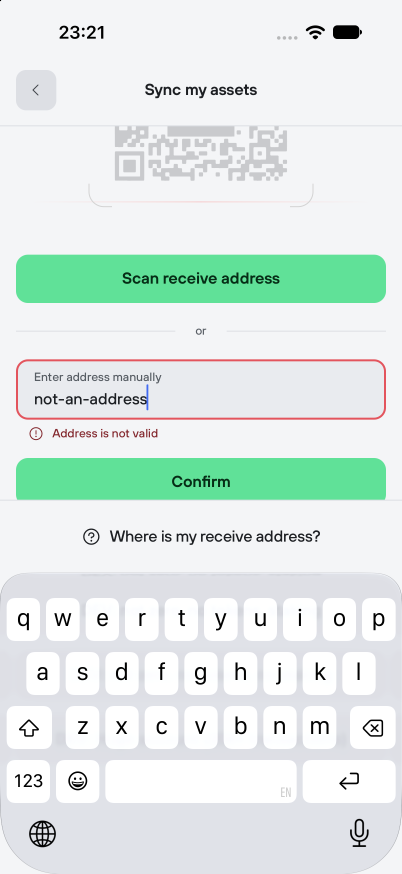 23:21
Sync my assets
Scan receive address
or
Enter address manually
not-an-address
Address is not valid
Confirm
Where is my receive address?
q w e r t y u i o p
a s d f g h j k l
z x c v b n m
123
EN